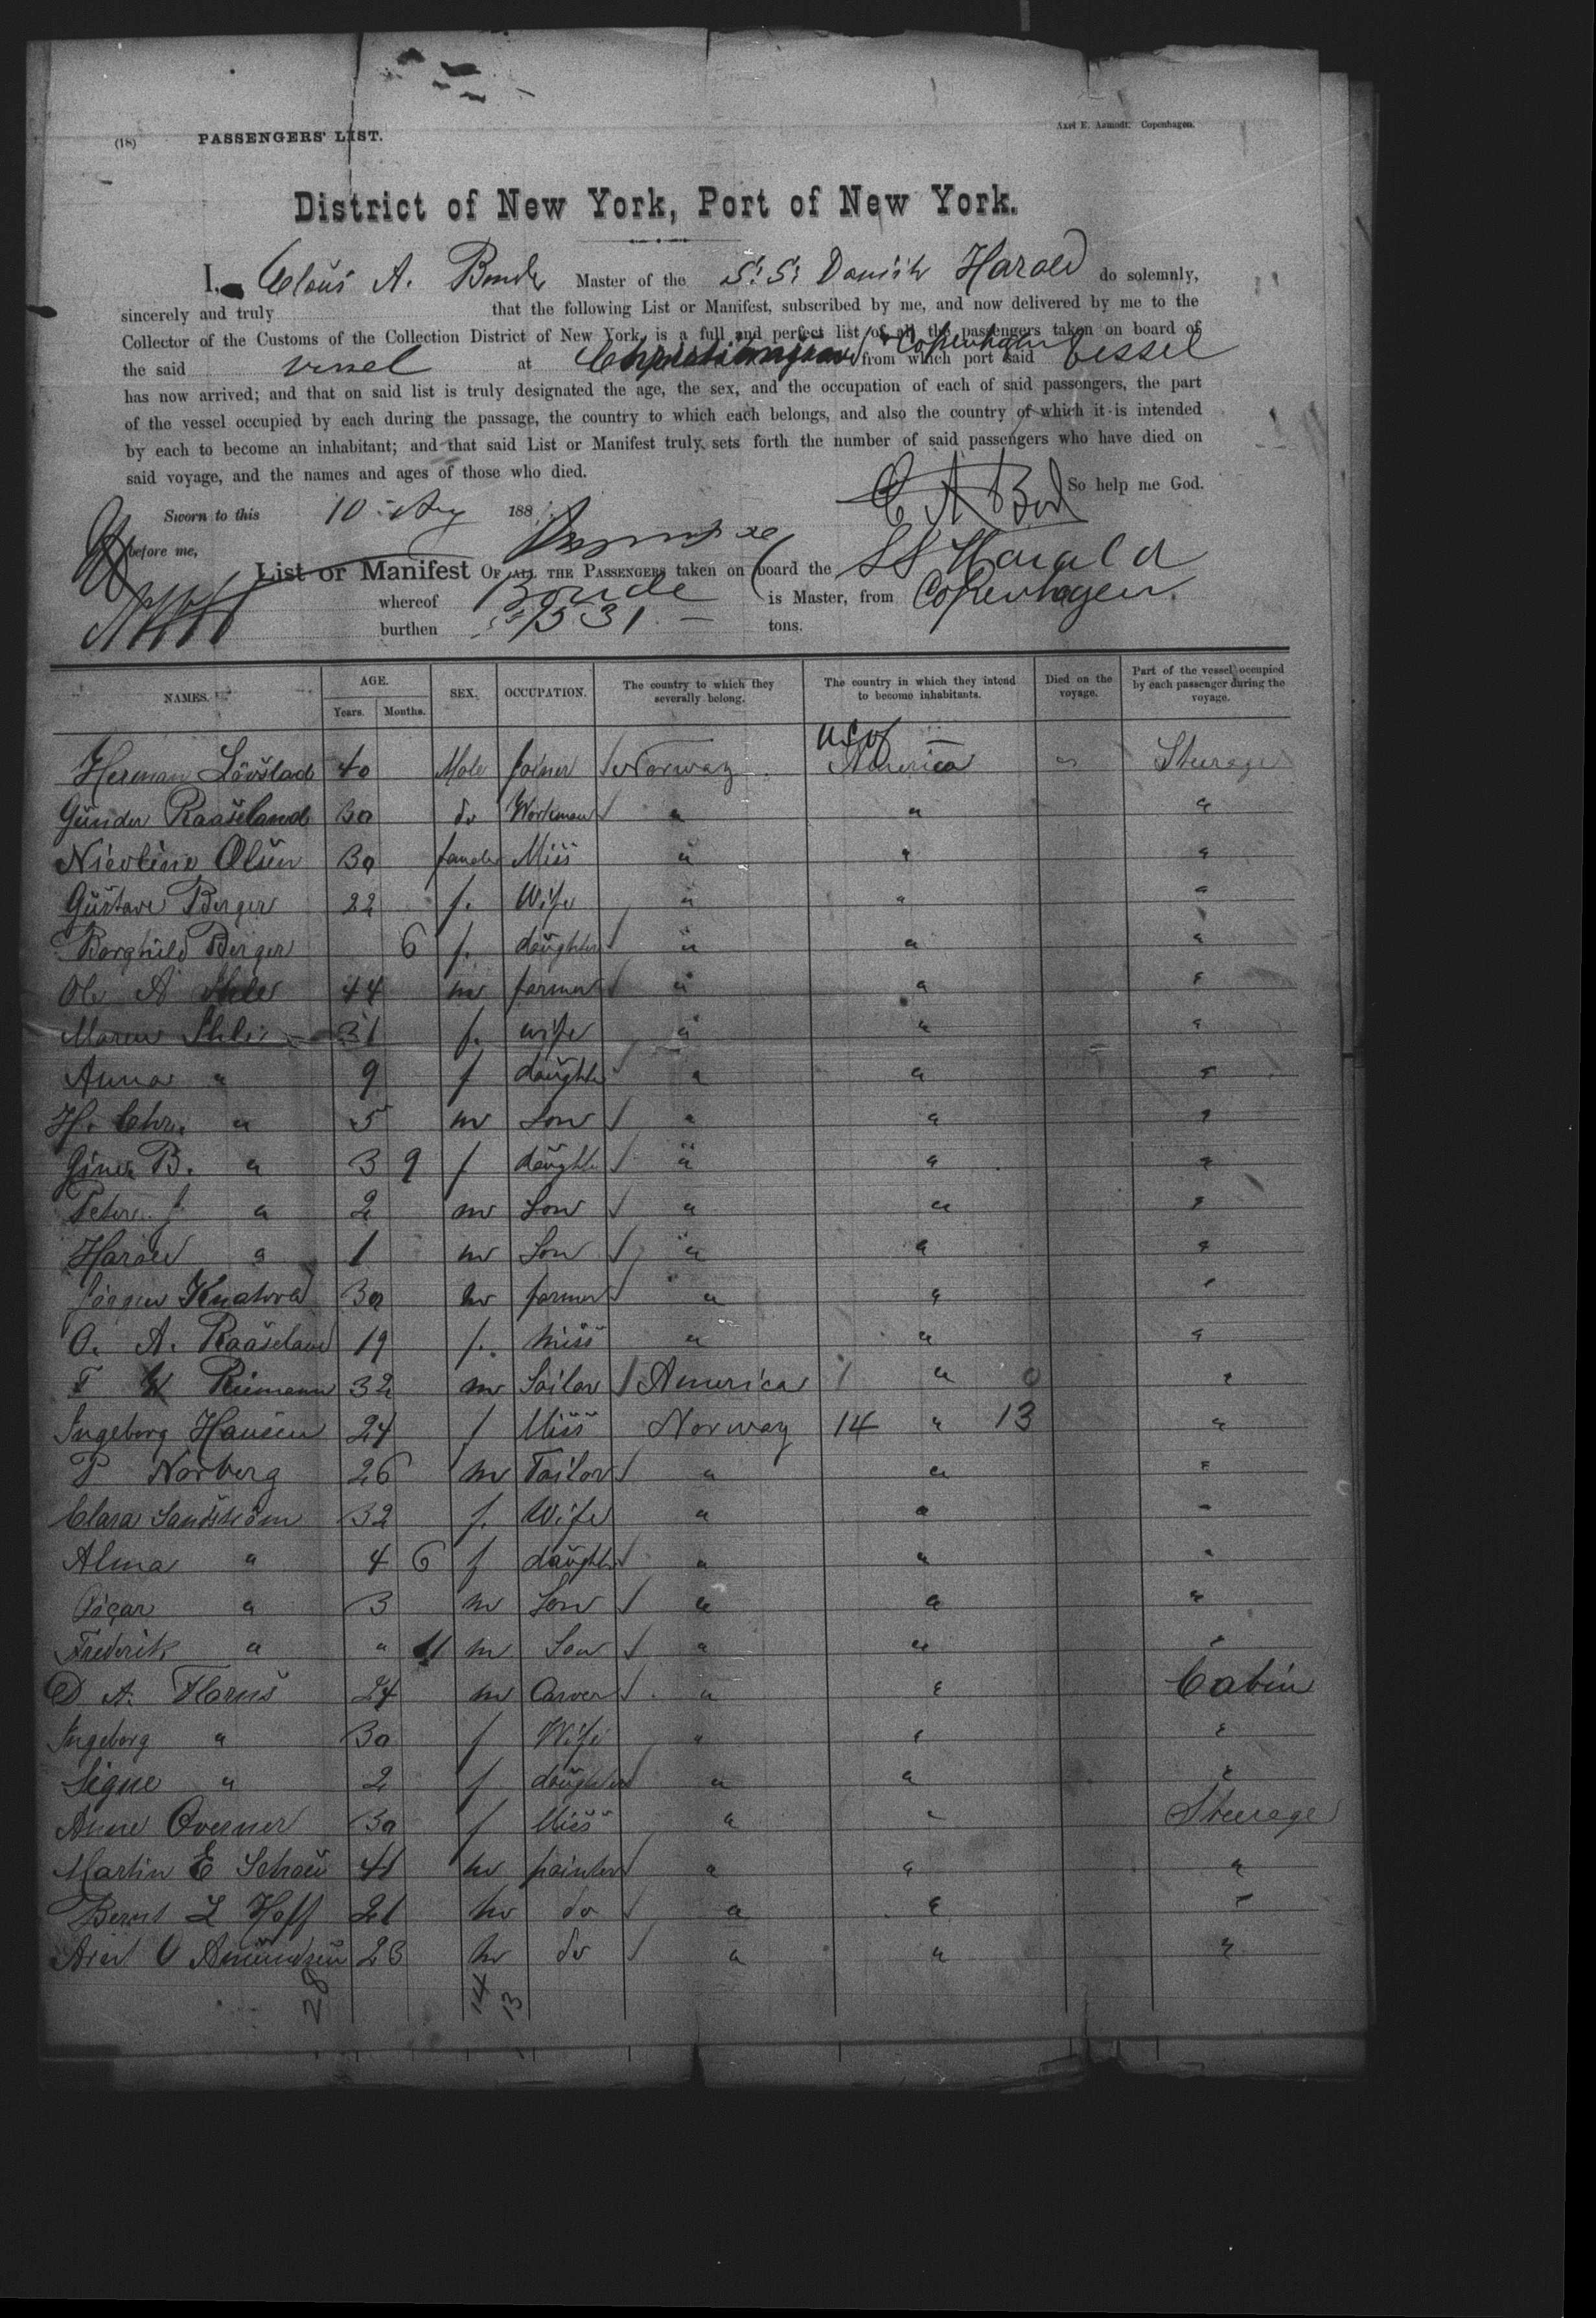 (18) PASSENGERS' LIST. Axel E. Aamodt. Copenhagen.
District of New York, Port of New York.
I, Claus A. Bonde Master of the S.S. Danish Harald do solemnly,
sincerely and truly that the following List or Manifest, subscribed by me, and now delivered by me to the
Collector of the Customs of the Collection District of New York, is a full and perfect list of all the passengers taken on board of
the said vessel at Copenhagen from which port said vessel
has now arrived; and that on said list is truly designated the age, the sex, and the occupation of each of said passengers, the part
of the vessel occupied by each during the passage, the country to which each belongs, and also the country of which it is intended
by each to become an inhabitant; and that said List or Manifest truly sets forth the number of said passengers who have died on
said voyage, and the names and ages of those who died.
So help me God.
Sworn to this 10 Aug 188
before me,
List or Manifest OF ALL THE PASSENGERS taken on board the SS Harald
whereof Bonde is Master, from Copenhagen
burthen 1531 tons.
NAMES. AGE. Years. Months. SEX. OCCUPATION. The country to which they severally belong. The country in which they intend to become inhabitants. Died on the voyage. Part of the vessel occupied by each passenger during the voyage.
Herman Lövstad 40 Male Joiner Norway America Steerage
Gunder Raaseland 30 do Workman " " "
Nicoline Olsen 30 female Miss " " "
Gustave Berger 22 f. Wife " " "
Borghild Berger 6 f. daughter " " "
Ole A 44 m farmer " " "
Maren 31 f. wife " " "
Anna " 9 f daughter " " "
H. Chr. " 5 m Son " " "
Gina B. " 3 9 f daughter " " "
Peter J " 2 m Son " " "
Harald " 1 m Son " " "
Jörgen 30 m farmer " " "
O. A. Raaseland 19 f. Miss " " "
F W Riemann 32 m Sailor America 1 " 0 "
Ingeborg Hansen 24 f Miss Norway 14 " 13 "
P Norberg 26 m Tailor " " "
Clara Sandström 32 f. Wife " " "
Alma " 4 6 f daughter " " "
Oscar " 3 m Son " " "
Frederik " " 11 m Son " " "
A. 24 m Carver " " Cabin
Ingeborg " 30 f Wife " " "
Signe " 2 f daughter " " "
Anne 30 f Miss " " Steerage
Martin E 41 m painter " " "
Bernt L Hoff 21 m do " " "
O Amundsen 23 m do " " "
28 14 13